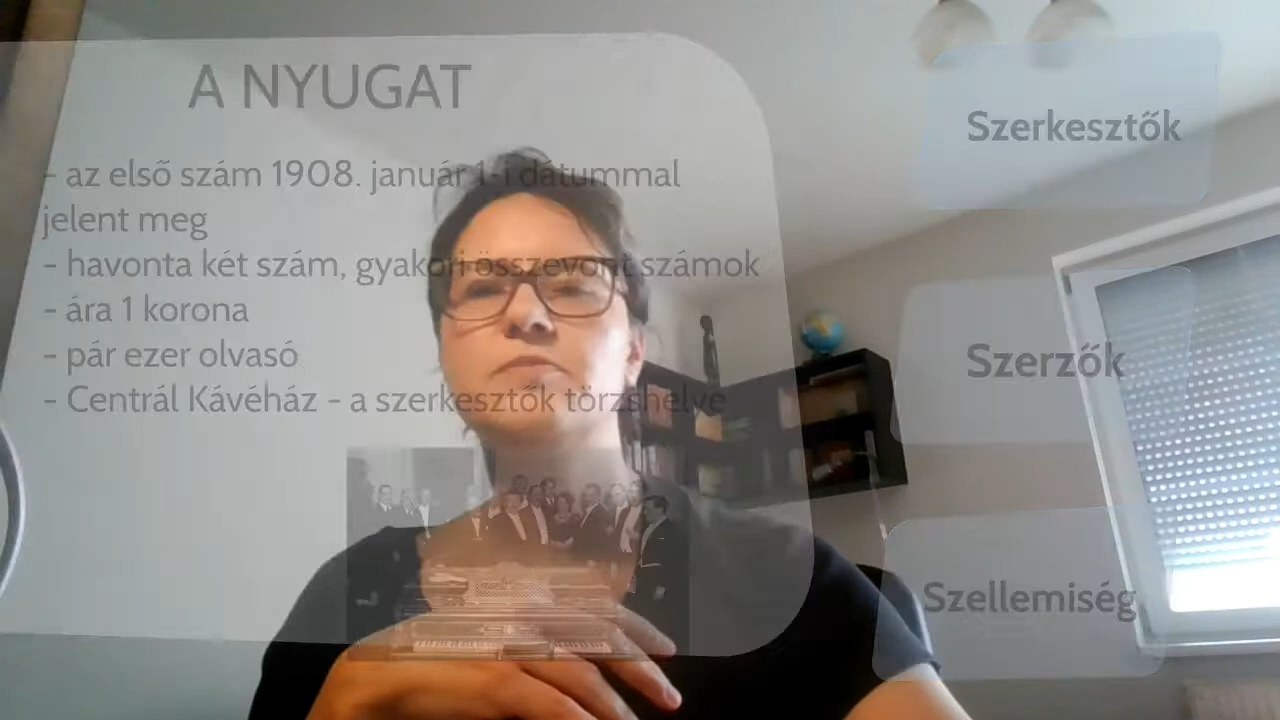 A NYUGAT
- az első szám 1908. január 1-i dátummal
jelent meg
- havonta két szám, gyakori összevont számok
- ára 1 korona
- pár ezer olvasó
- Centrál Kávéház - a szerkesztők törzshelye
Szerkesztők
Szerzők
Szellemiség